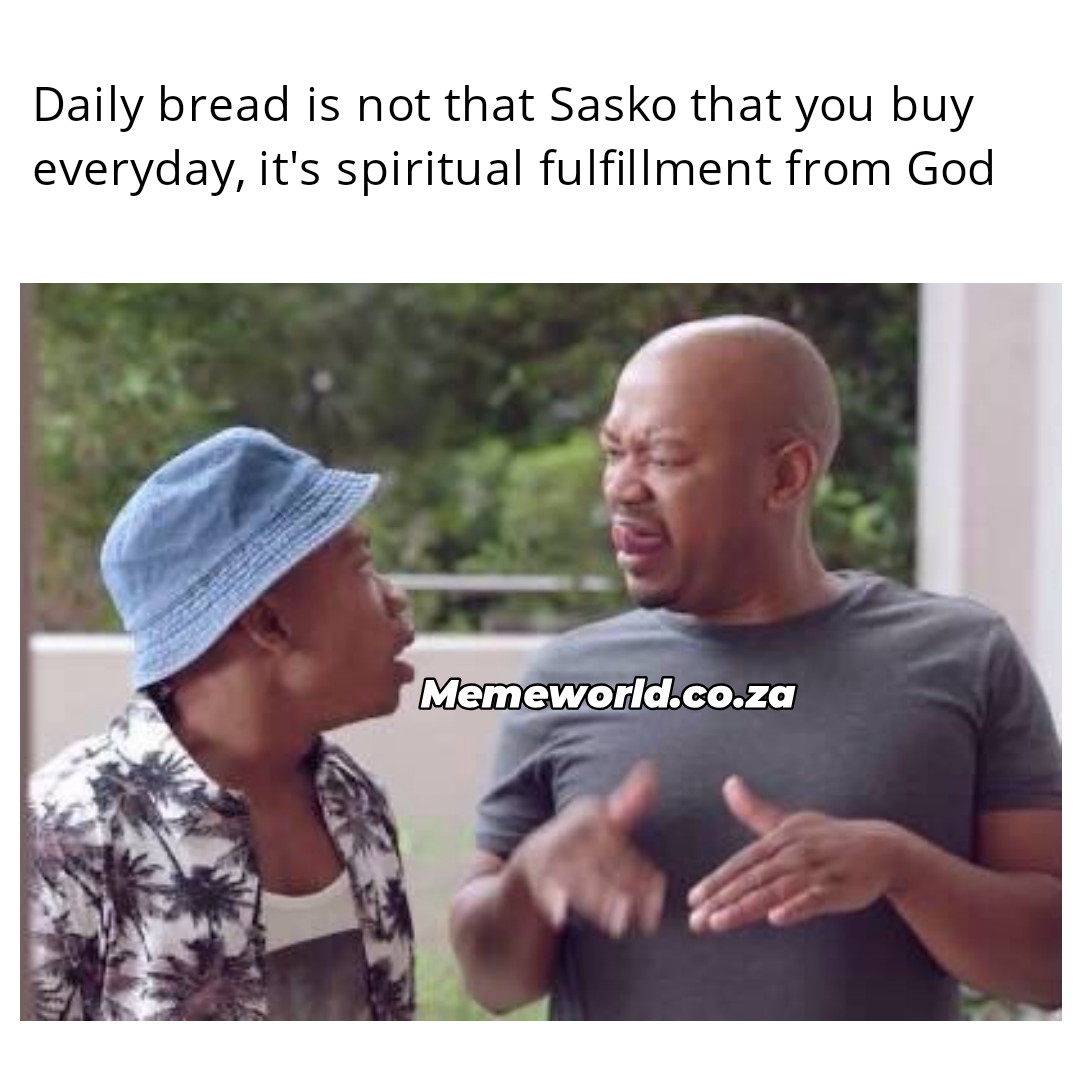 Daily bread is not that Sasko that you buy
everyday, it's spiritual fulfillment from God
Memeworld.co.za